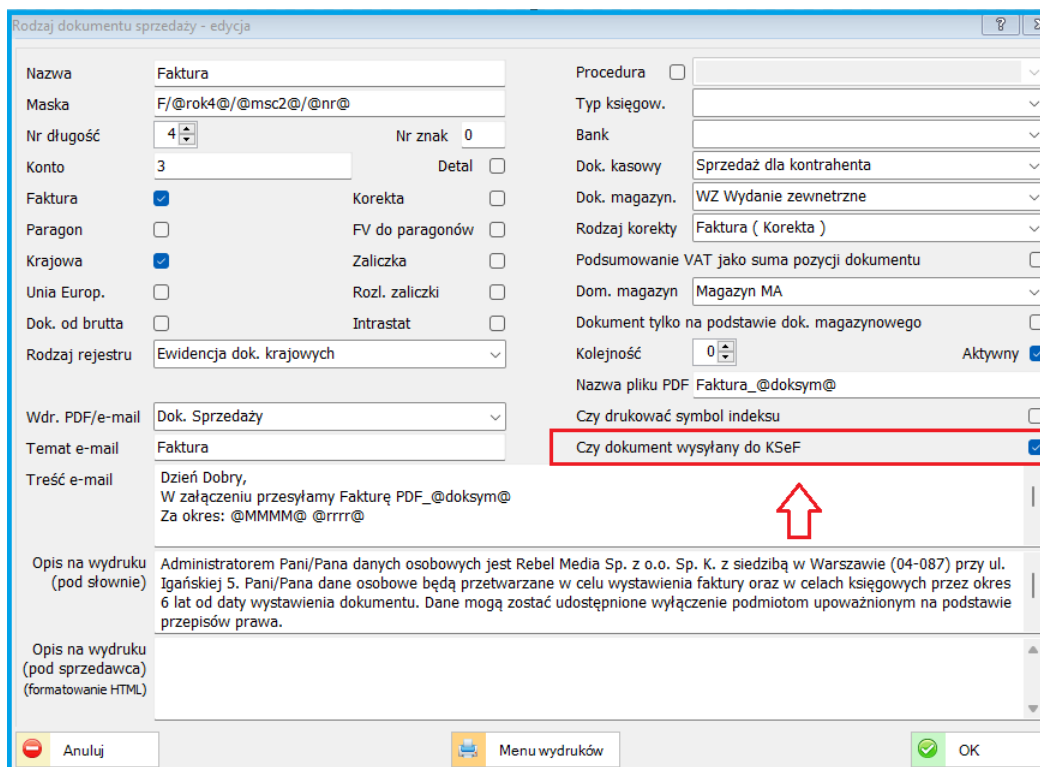 Rodzaj dokumentu sprzedaży - edycja
Nazwa Faktura
Maska F/@rok4@/@msc2@/@nr@
Nr długość 4 Nr znak 0
Konto 3 Detal
Faktura Korekta
Paragon FV do paragonów
Krajowa Zaliczka
Unia Europ. Rozl. zaliczki
Dok. od brutta Intrastat
Rodzaj rejestru Ewidencja dok. krajowych
Wdr. PDF/e-mail Dok. Sprzedaży
Temat e-mail Faktura
Procedura
Typ księgow.
Bank
Dok. kasowy Sprzedaż dla kontrahenta
Dok. magazyn. WZ Wydanie zewnetrzne
Rodzaj korekty Faktura ( Korekta )
Podsumowanie VAT jako suma pozycji dokumentu
Dom. magazyn Magazyn MA
Dokument tylko na podstawie dok. magazynowego
Kolejność 0 Aktywny
Nazwa pliku PDF Faktura_@doksym@
Czy drukować symbol indeksu
Czy dokument wysyłany do KSeF
Treść e-mail Dzień Dobry,
W załączeniu przesyłamy Fakturę PDF_@doksym@
Za okres: @MMMM@ @rrrr@
Opis na wydruku Administratorem Pani/Pana danych osobowych jest Rebel Media Sp. z o.o. Sp. K. z siedzibą w Warszawie (04-087) przy ul.
(pod słownie) Igańskiej 5. Pani/Pana dane osobowe będą przetwarzane w celu wystawienia faktury oraz w celach księgowych przez okres
6 lat od daty wystawienia dokumentu. Dane mogą zostać udostępnione wyłączenie podmiotom upoważnionym na podstawie
przepisów prawa.
Opis na wydruku
(pod sprzedawca)
(formatowanie HTML)
Anuluj Menu wydruków OK